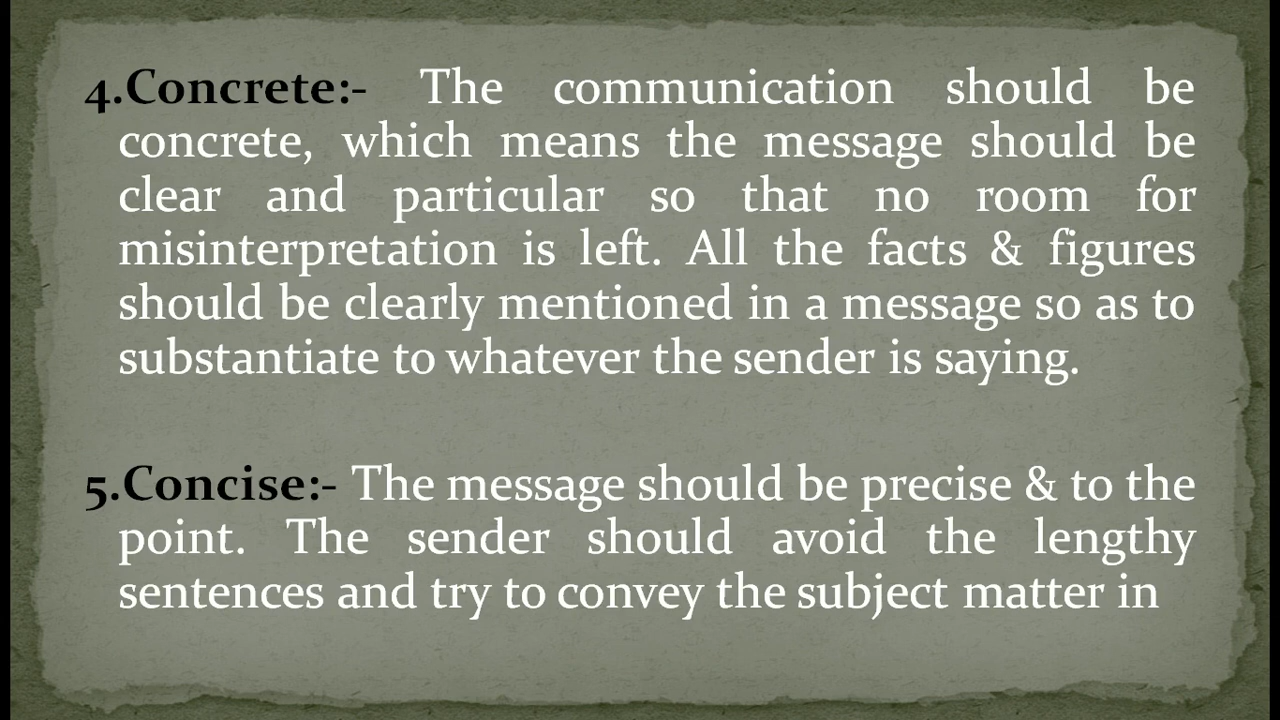 4.Concrete:- The communication should be
concrete, which means the message should be
clear and particular so that no room for
misinterpretation is left. All the facts & figures
should be clearly mentioned in a message so as to
substantiate to whatever the sender is saying.
5.Concise:- The message should be precise & to the
point. The sender should avoid the lengthy
sentences and try to convey the subject matter in